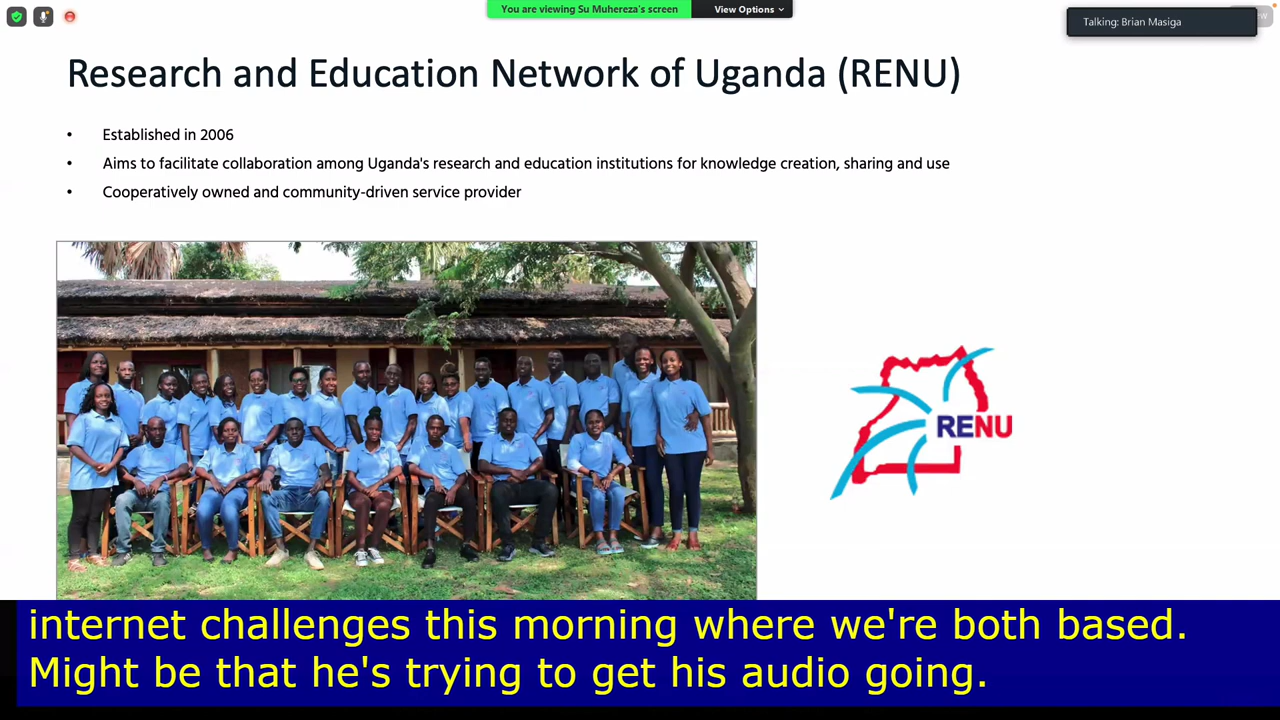 You are viewing Su Muhereza's screen
View Options
Talking: Brian Masiga
Research and Education Network of Uganda (RENU)
• Established in 2006
• Aims to facilitate collaboration among Uganda's research and education institutions for knowledge creation, sharing and use
• Cooperatively owned and community-driven service provider
RENU
internet challenges this morning where we're both based.
Might be that he's trying to get his audio going.